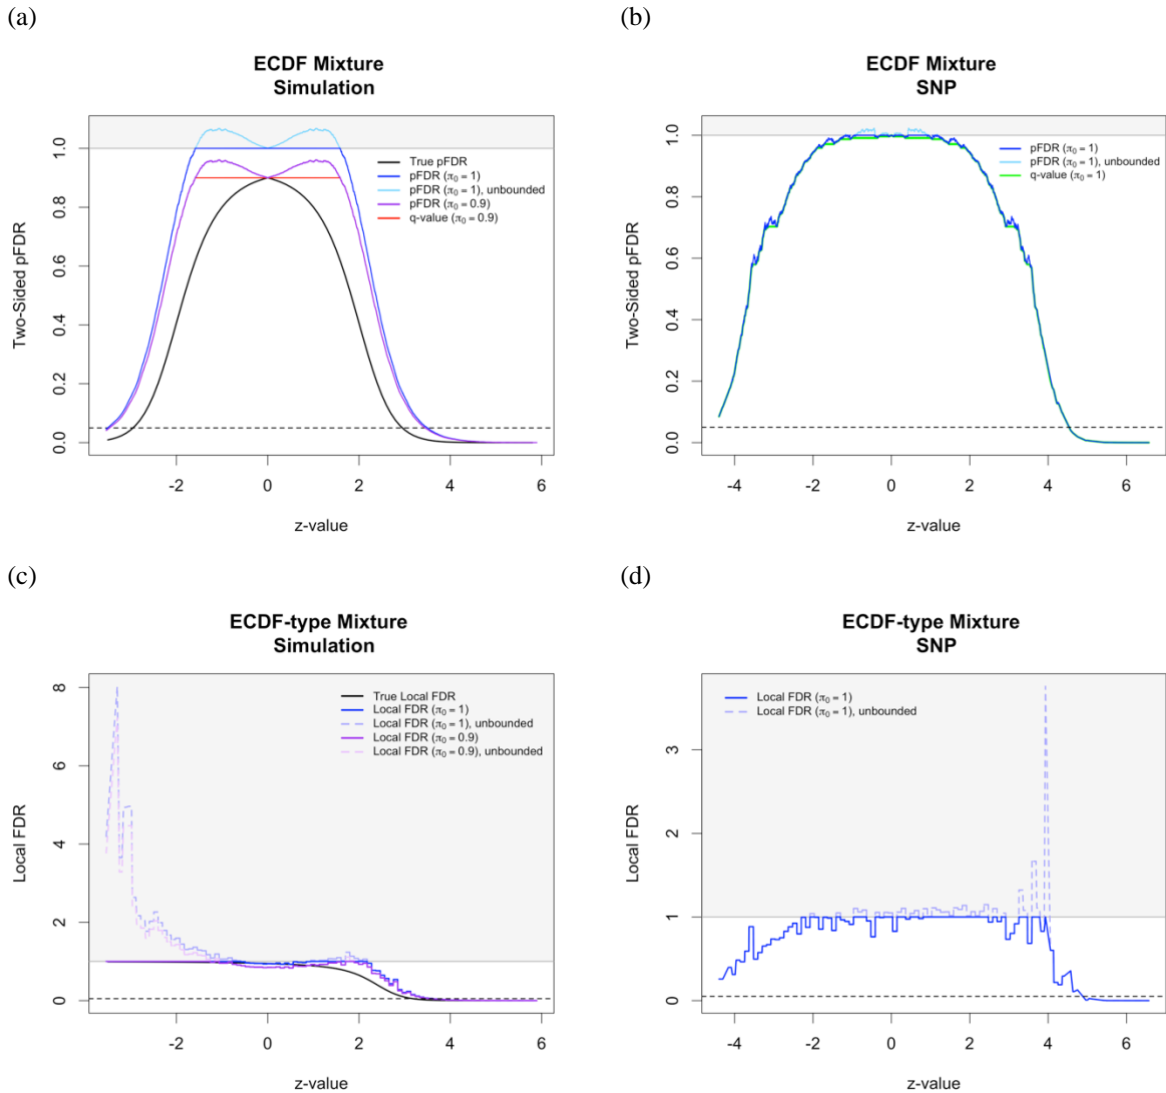 (a)
ECDF Mixture
Simulation
True pFDR
pFDR (π₀ = 1)
pFDR (π₀ = 1), unbounded
pFDR (π₀ = 0.9)
q-value (π₀ = 0.9)
Two-Sided pFDR
0.0
0.2
0.4
0.6
0.8
1.0
-2
0
2
4
6
z-value
(b)
ECDF Mixture
SNP
pFDR (π₀ = 1)
pFDR (π₀ = 1), unbounded
q-value (π₀ = 1)
Two-Sided pFDR
0.0
0.2
0.4
0.6
0.8
1.0
-4
-2
0
2
4
6
z-value
(c)
ECDF-type Mixture
Simulation
True Local FDR
Local FDR (π₀ = 1)
Local FDR (π₀ = 1), unbounded
Local FDR (π₀ = 0.9)
Local FDR (π₀ = 0.9), unbounded
Local FDR
0
2
4
6
8
-2
0
2
4
6
z-value
(d)
ECDF-type Mixture
SNP
Local FDR (π₀ = 1)
Local FDR (π₀ = 1), unbounded
Local FDR
0
1
2
3
-4
-2
0
2
4
6
z-value